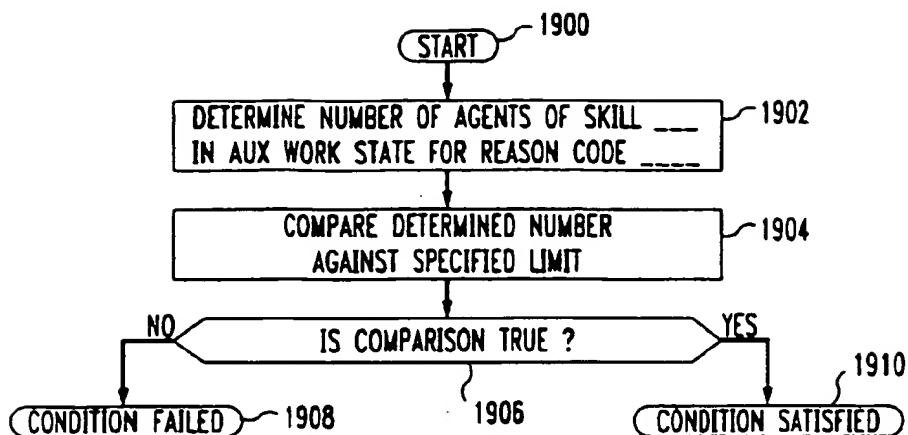 START
1900
DETERMINE NUMBER OF AGENTS OF SKILL ___
IN AUX WORK STATE FOR REASON CODE ____
1902
COMPARE DETERMINED NUMBER
AGAINST SPECIFIED LIMIT
1904
NO
IS COMPARISON TRUE ?
YES
1906
CONDITION FAILED
1908
CONDITION SATISFIED
1910